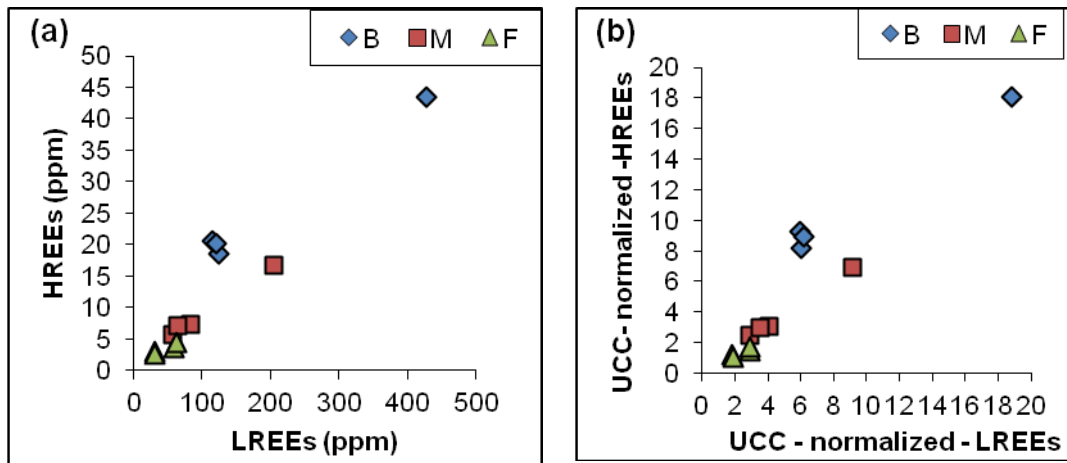 (a)
B M F
50
45
40
35
30
25
20
15
10
5
0
HREEs (ppm)
0 100 200 300 400 500
LREEs (ppm)
(b)
B M F
20
18
16
14
12
10
8
6
4
2
0
UCC- normalized -HREEs
0 2 4 6 8 10 12 14 16 18 20
UCC - normalized - LREEs